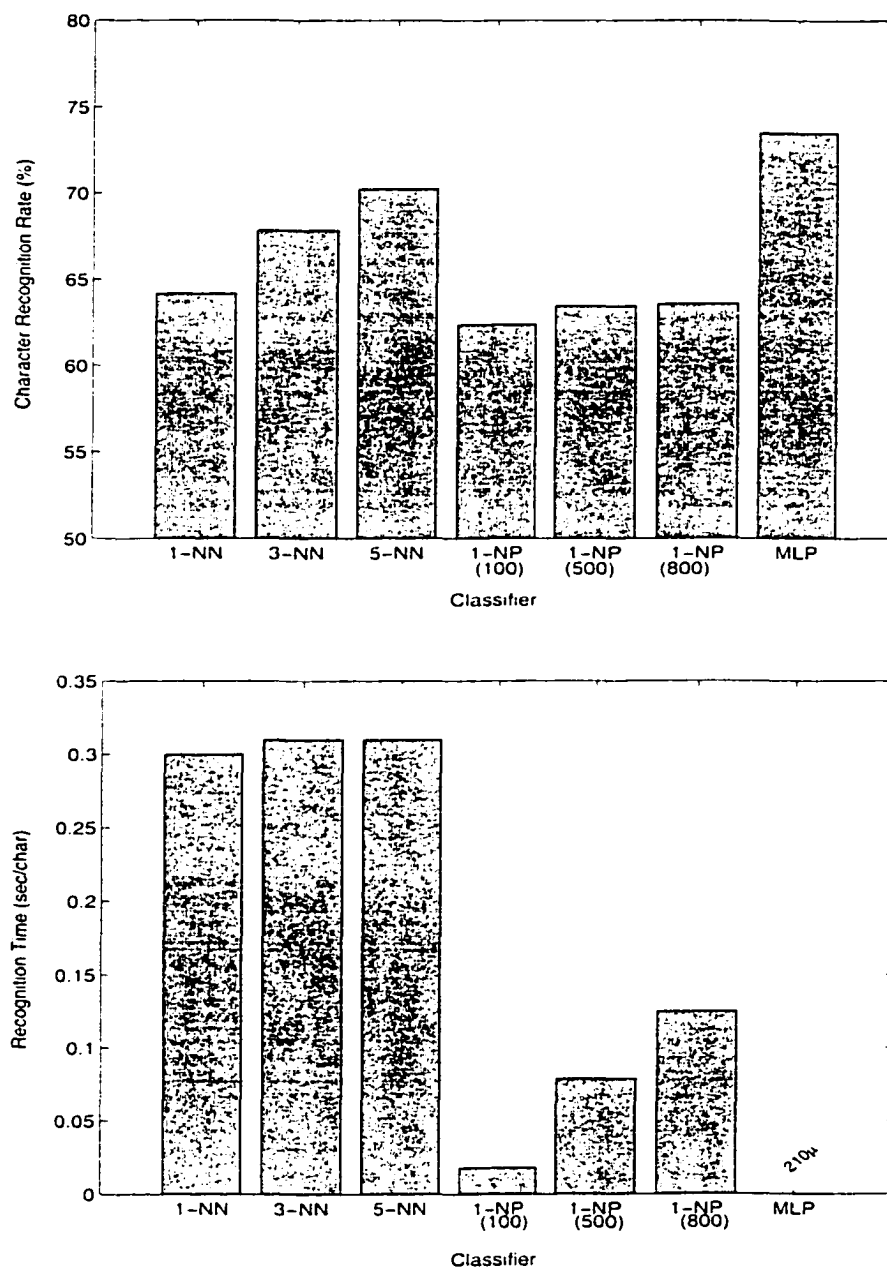 80
75
70
65
60
55
50
Character Recognition Rate (%)
1-NN 3-NN 5-NN 1-NP 1-NP 1-NP MLP
(100) (500) (800)
Classifier
0.35
0.3
0.25
0.2
0.15
0.1
0.05
0
Recognition Time (sec/char)
210μ
1-NN 3-NN 5-NN 1-NP 1-NP 1-NP MLP
(100) (500) (800)
Classifier